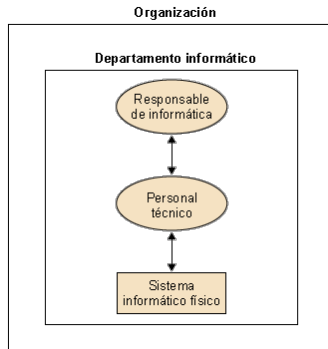 Organización
Departamento informático
Responsable
de informática
Personal
técnico
Sistema
informático físico